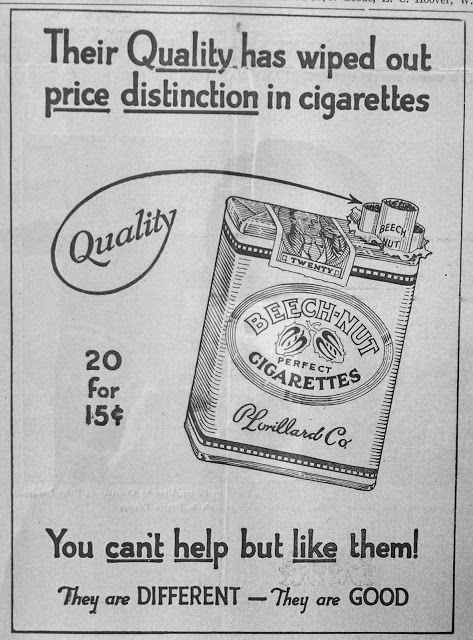 E. C. Hoover, W.
Their Quality has wiped out
price distinction in cigarettes
Quality
BEECH
NUT
TWENTY
BEECH-NUT
PERFECT
CIGARETTES
P. Lorillard Co.
20
for
15¢
You can't help but like them!
They are DIFFERENT — They are GOOD